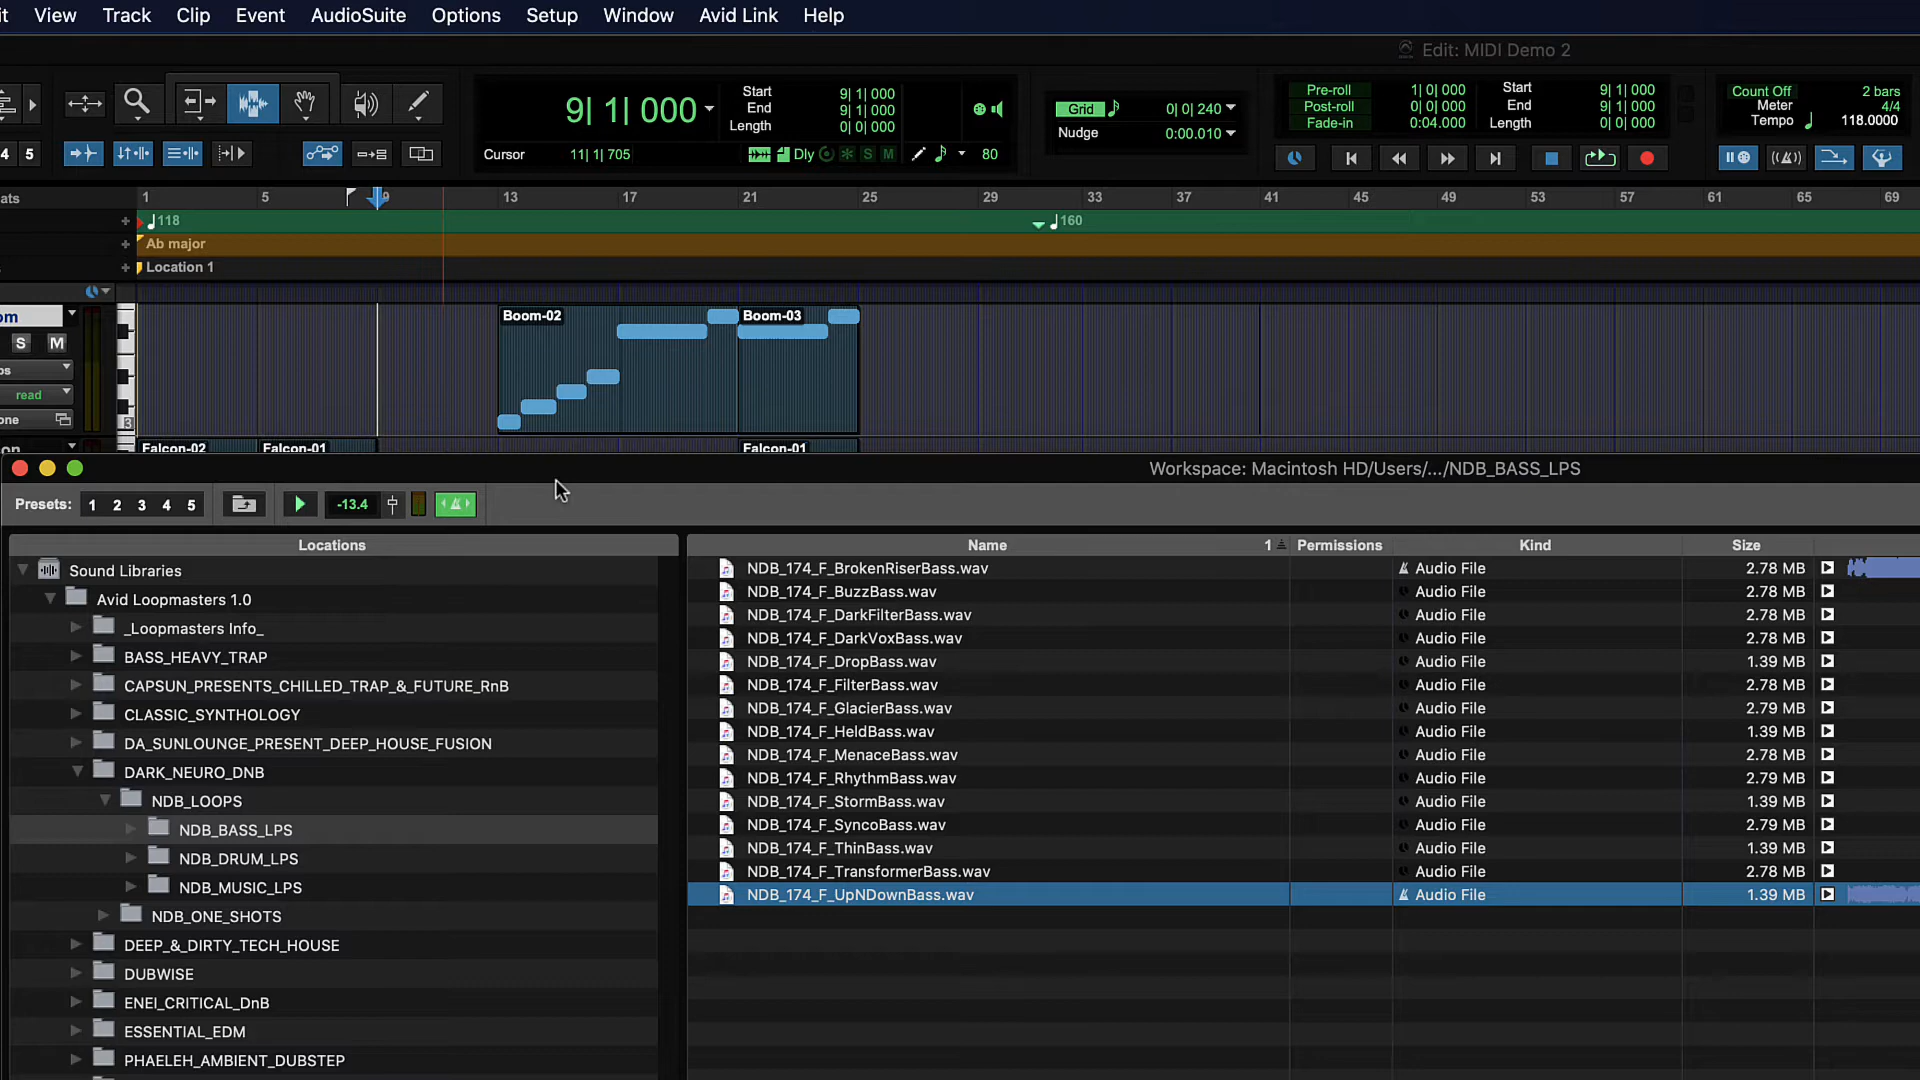 it View Track Clip Event AudioSuite Options Setup Window Avid Link Help
Edit: MIDI Demo 2
9| 1| 000
Start 9| 1| 000
End 9| 1| 000
Length 0| 0| 000
Cursor 11| 1| 705
Dly S M 80
Grid 0| 0| 240
Nudge 0:00.010
Pre-roll 1| 0| 000
Post-roll 0| 0| 000
Fade-in 0:04.000
Start 9| 1| 000
End 9| 1| 000
Length 0| 0| 000
Count Off 2 bars
Meter 4/4
Tempo 118.0000
4 5
ats 1 5 9 13 17 21 25 29 33 37 41 45 49 53 57 61 65 69
118 160
Ab major
Location 1
om Boom-02 Boom-03
S M
os
read
one 3
on Falcon-02 Falcon-01 Falcon-01
Workspace: Macintosh HD/Users/.../NDB_BASS_LPS
Presets: 1 2 3 4 5 -13.4
Locations
Sound Libraries
Avid Loopmasters 1.0
_Loopmasters Info_
BASS_HEAVY_TRAP
CAPSUN_PRESENTS_CHILLED_TRAP_&_FUTURE_RnB
CLASSIC_SYNTHOLOGY
DA_SUNLOUNGE_PRESENT_DEEP_HOUSE_FUSION
DARK_NEURO_DNB
NDB_LOOPS
NDB_BASS_LPS
NDB_DRUM_LPS
NDB_MUSIC_LPS
NDB_ONE_SHOTS
DEEP_&_DIRTY_TECH_HOUSE
DUBWISE
ENEI_CRITICAL_DnB
ESSENTIAL_EDM
PHAELEH_AMBIENT_DUBSTEP
Name 1 Permissions Kind Size
NDB_174_F_BrokenRiserBass.wav Audio File 2.78 MB
NDB_174_F_BuzzBass.wav Audio File 2.78 MB
NDB_174_F_DarkFilterBass.wav Audio File 2.78 MB
NDB_174_F_DarkVoxBass.wav Audio File 2.78 MB
NDB_174_F_DropBass.wav Audio File 1.39 MB
NDB_174_F_FilterBass.wav Audio File 2.78 MB
NDB_174_F_GlacierBass.wav Audio File 2.79 MB
NDB_174_F_HeldBass.wav Audio File 1.39 MB
NDB_174_F_MenaceBass.wav Audio File 2.78 MB
NDB_174_F_RhythmBass.wav Audio File 2.79 MB
NDB_174_F_StormBass.wav Audio File 1.39 MB
NDB_174_F_SyncoBass.wav Audio File 2.79 MB
NDB_174_F_ThinBass.wav Audio File 1.39 MB
NDB_174_F_TransformerBass.wav Audio File 2.78 MB
NDB_174_F_UpNDownBass.wav Audio File 1.39 MB